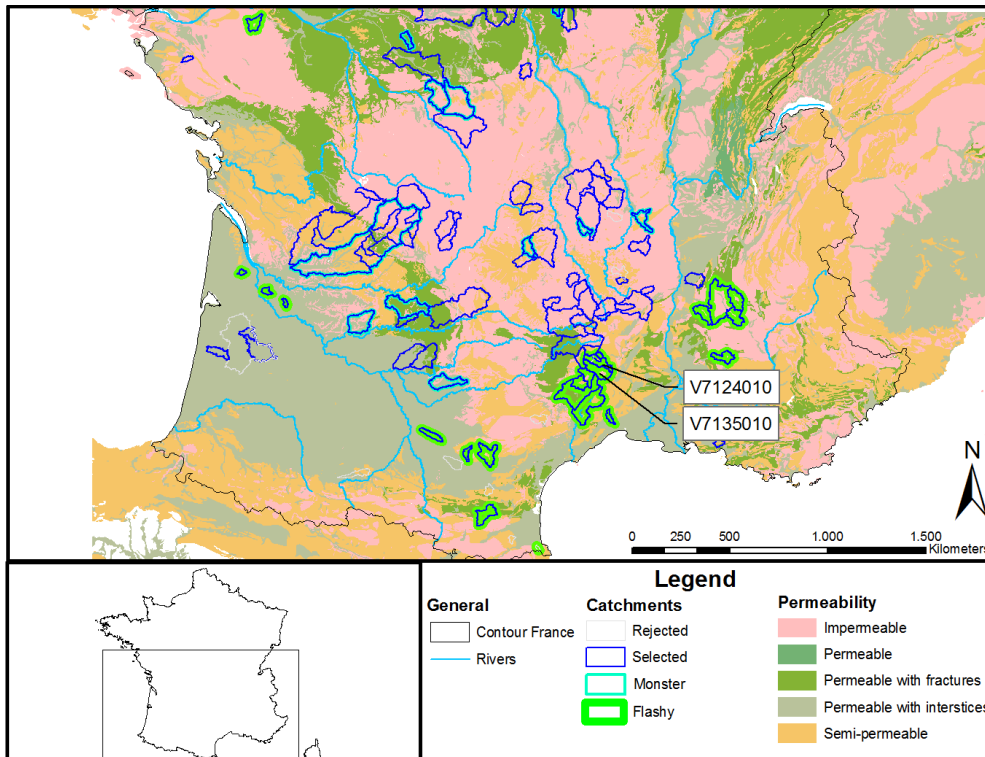 V7124010
V7135010
N
0 250 500 1.000 1.500
Kilometers
Legend
General
Contour France
Rivers
Catchments
Rejected
Selected
Monster
Flashy
Permeability
Impermeable
Permeable
Permeable with fractures
Permeable with interstices
Semi-permeable